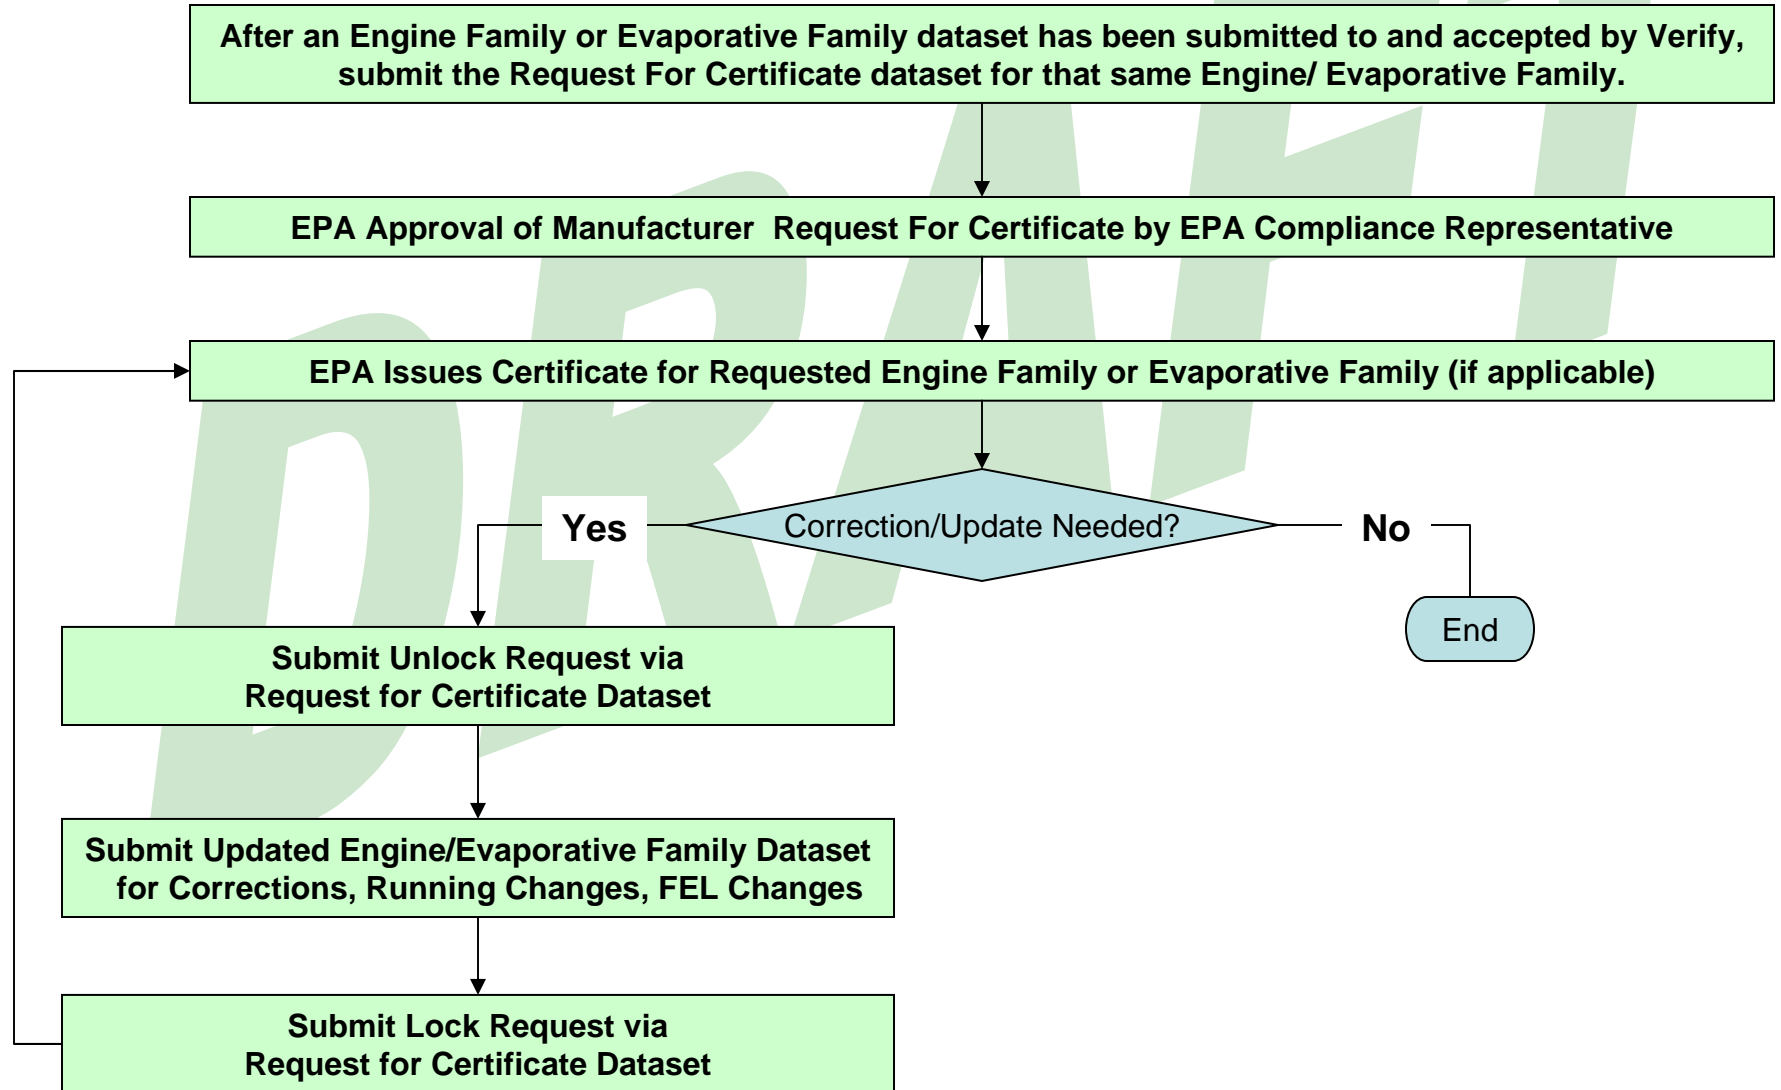 After an Engine Family or Evaporative Family dataset has been submitted to and accepted by Verify,
submit the Request For Certificate dataset for that same Engine/ Evaporative Family.
EPA Approval of Manufacturer  Request For Certificate by EPA Compliance Representative
EPA Issues Certificate for Requested Engine Family or Evaporative Family (if applicable)
Correction/Update Needed?
Yes
No
End
Submit Unlock Request via
Request for Certificate Dataset
Submit Updated Engine/Evaporative Family Dataset
for Corrections, Running Changes, FEL Changes
Submit Lock Request via
Request for Certificate Dataset
DRAFT